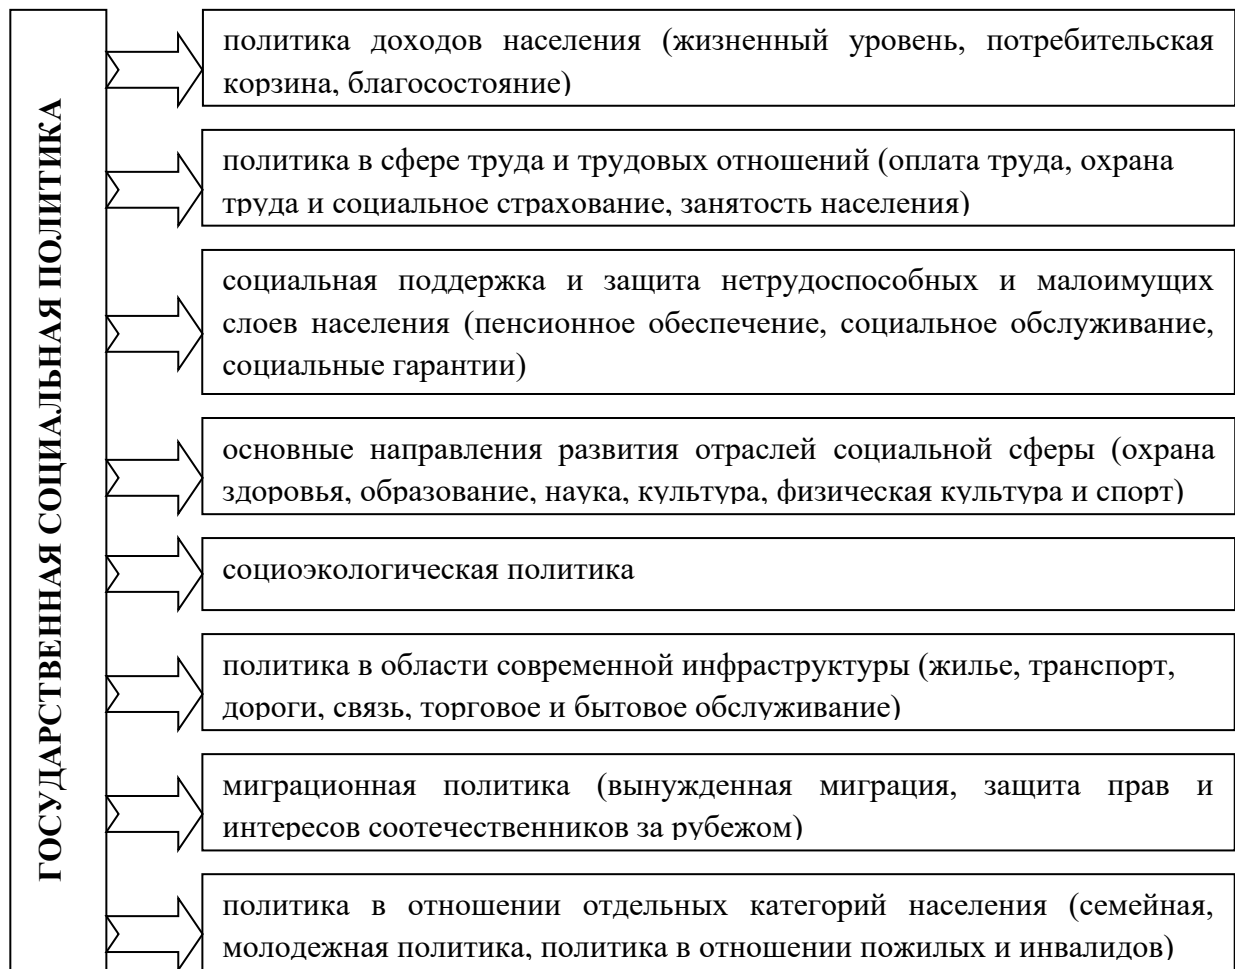 ГОСУДАРСТВЕННАЯ СОЦИАЛЬНАЯ ПОЛИТИКА
политика доходов населения (жизненный уровень, потребительская
корзина, благосостояние)
политика в сфере труда и трудовых отношений (оплата труда, охрана
труда и социальное страхование, занятость населения)
социальная поддержка и защита нетрудоспособных и малоимущих
слоев населения (пенсионное обеспечение, социальное обслуживание,
социальные гарантии)
основные направления развития отраслей социальной сферы (охрана
здоровья, образование, наука, культура, физическая культура и спорт)
социоэкологическая политика
политика в области современной инфраструктуры (жилье, транспорт,
дороги, связь, торговое и бытовое обслуживание)
миграционная политика (вынужденная миграция, защита прав и
интересов соотечественников за рубежом)
политика в отношении отдельных категорий населения (семейная,
молодежная политика, политика в отношении пожилых и инвалидов)